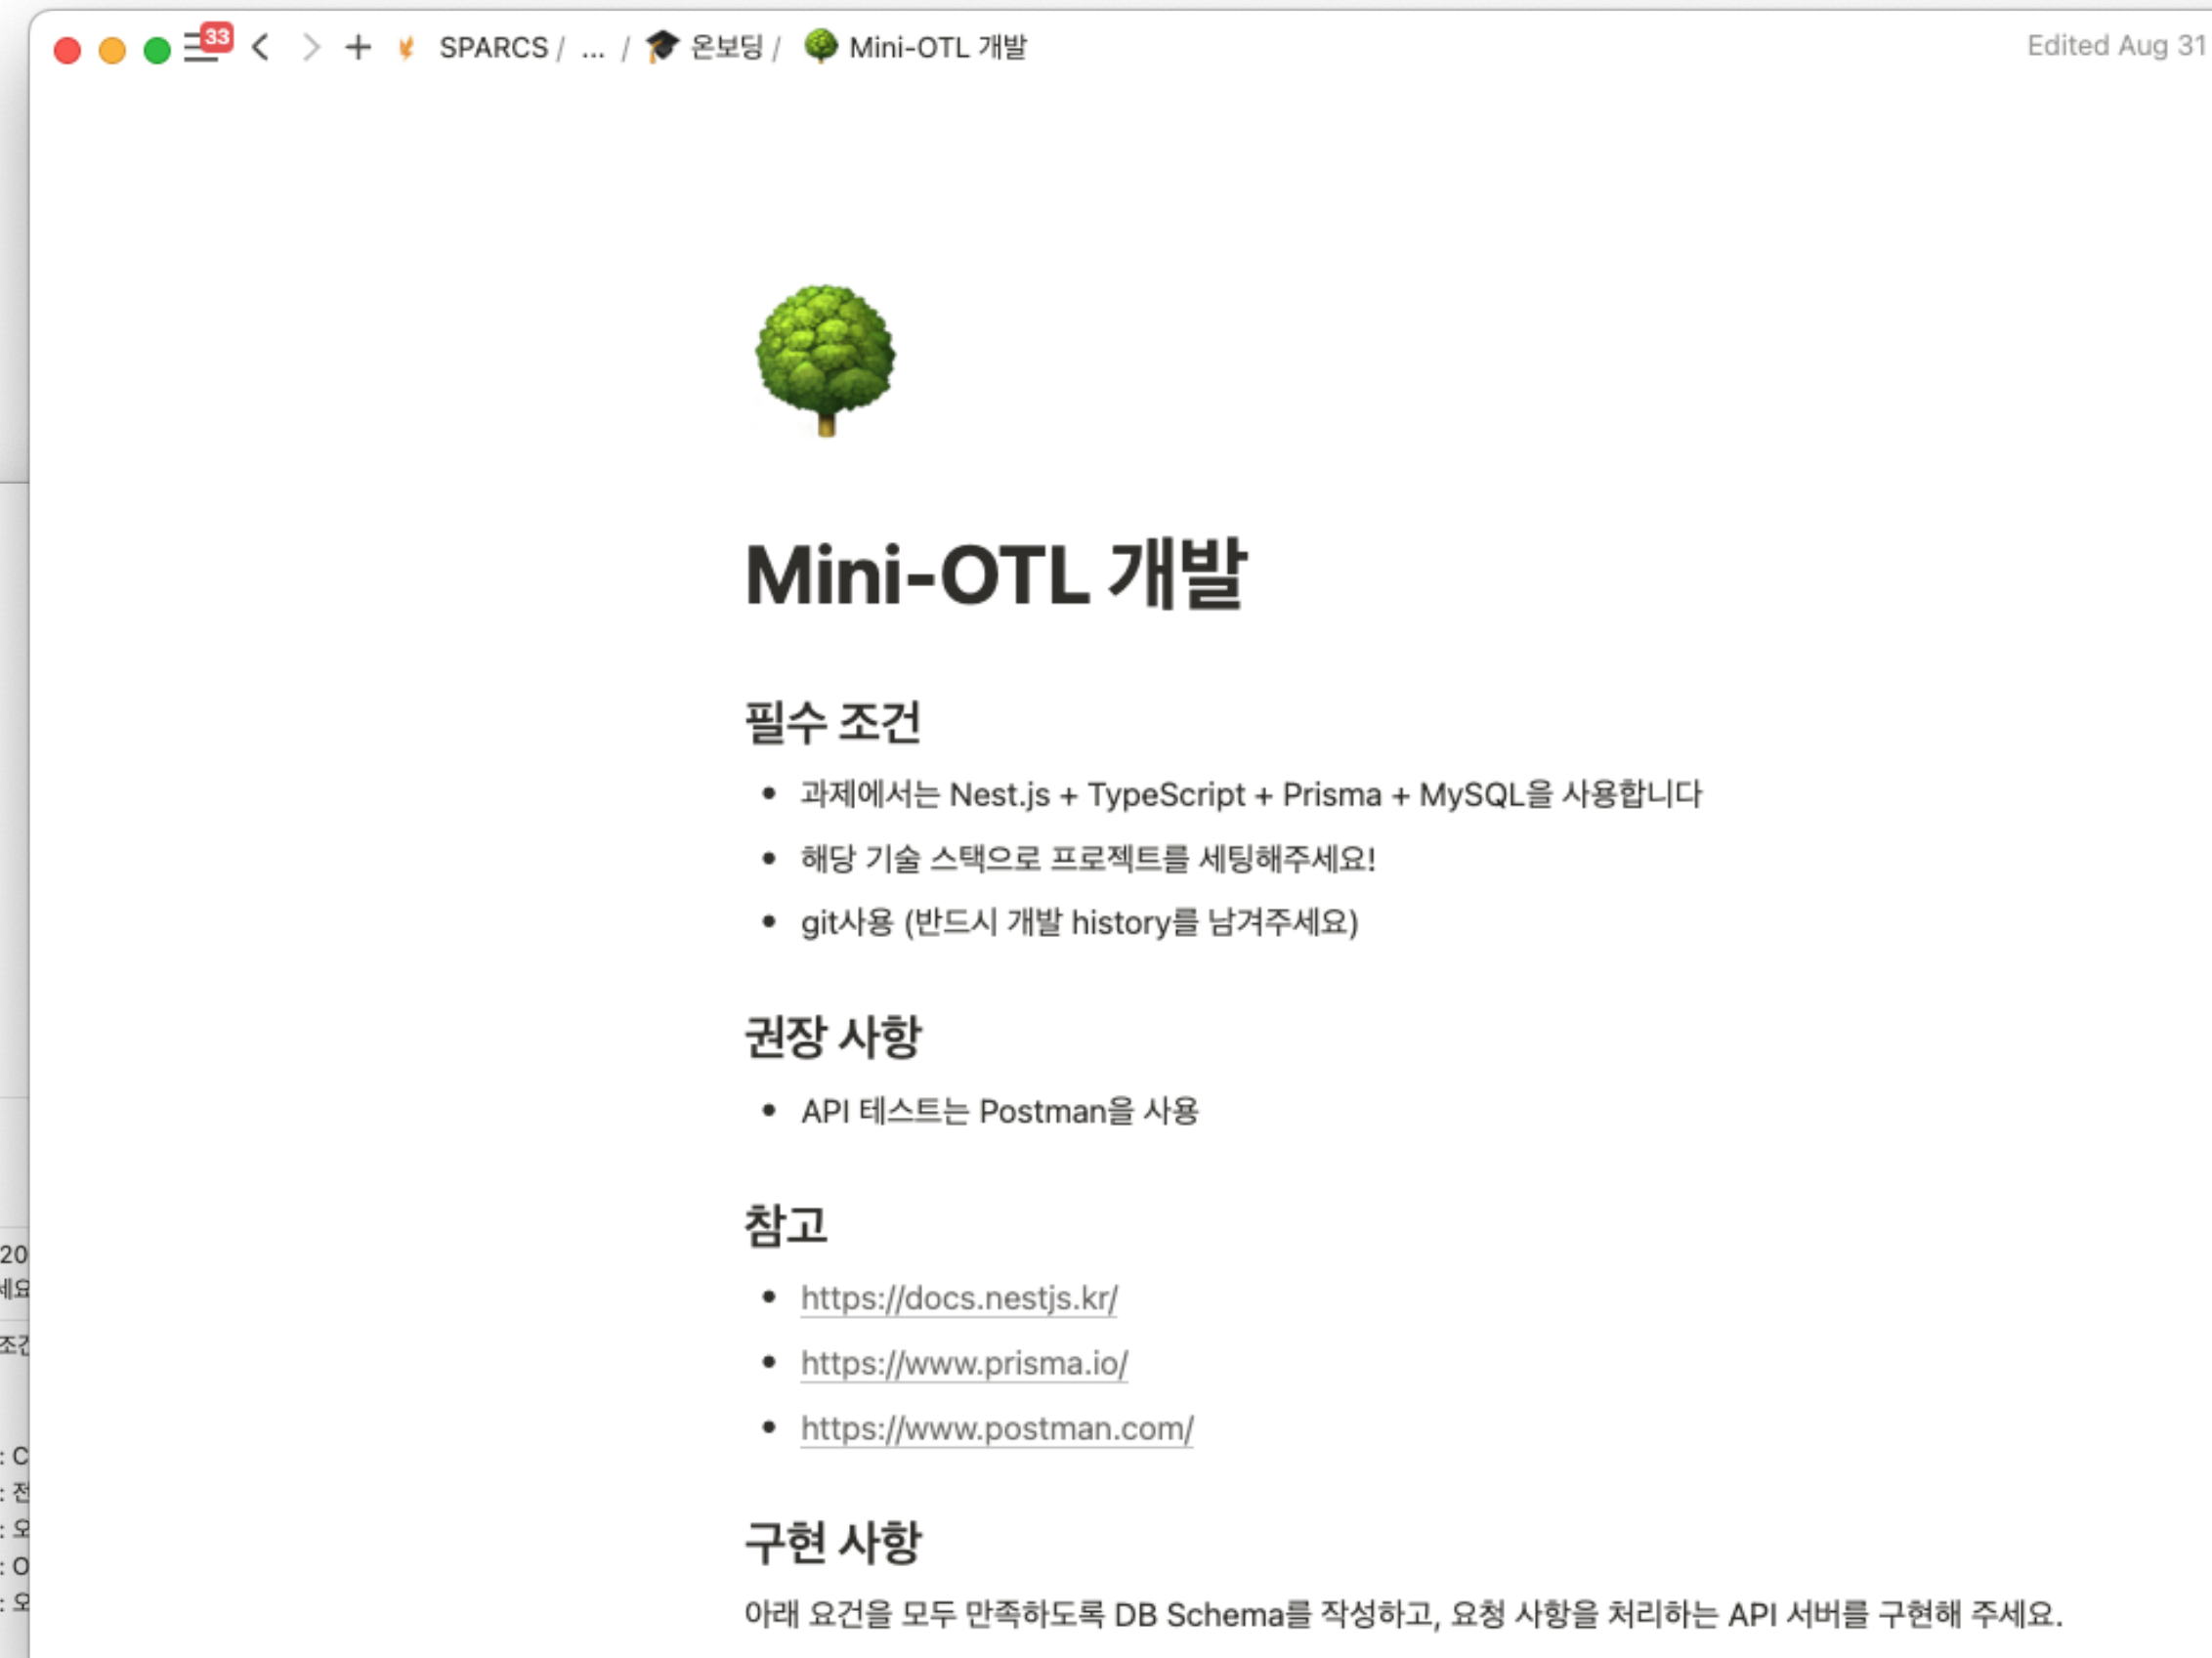 33
SPARCS / ... / 온보딩 / Mini-OTL 개발
Edited Aug 31
Mini-OTL 개발
필수 조건
과제에서는 Nest.js + TypeScript + Prisma + MySQL을 사용합니다
해당 기술 스택으로 프로젝트를 세팅해주세요!
git사용 (반드시 개발 history를 남겨주세요)
권장 사항
API 테스트는 Postman을 사용
참고
https://docs.nestjs.kr/
https://www.prisma.io/
https://www.postman.com/
구현 사항
아래 요건을 모두 만족하도록 DB Schema를 작성하고, 요청 사항을 처리하는 API 서버를 구현해 주세요.
20
: C
: 전
: 오
: O
: 오